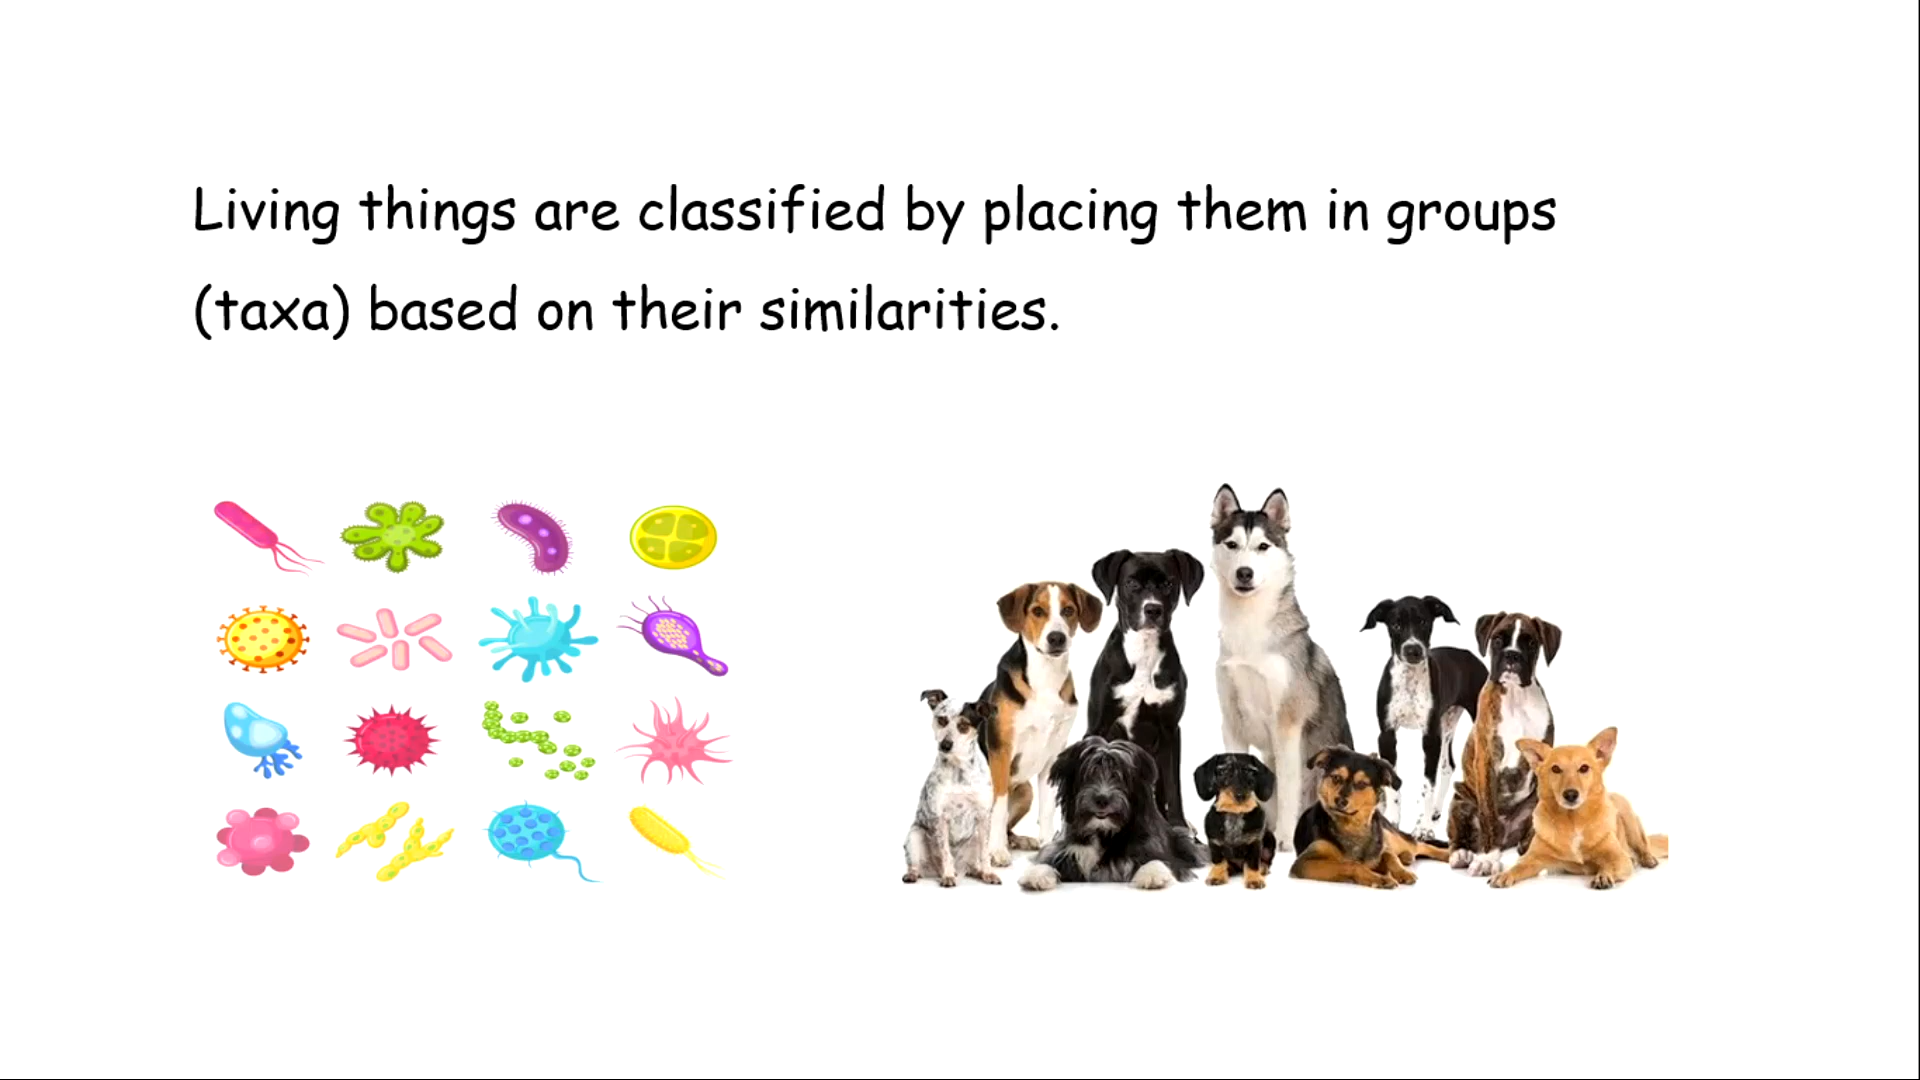 Living things are classified by placing them in groups
(taxa) based on their similarities.